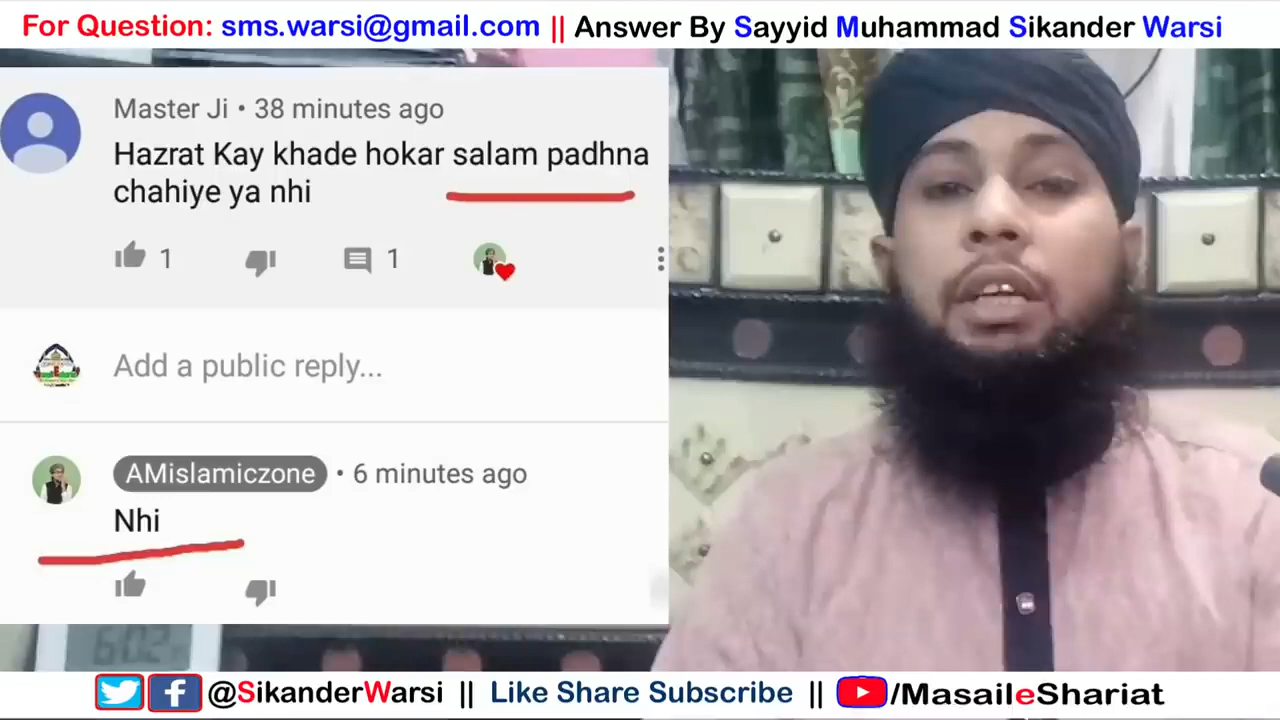 For Question: sms.warsi@gmail.com || Answer By Sayyid Muhammad Sikander Warsi
Master Ji • 38 minutes ago
Hazrat Kay khade hokar salam padhna
chahiye ya nhi
1
1
Add a public reply...
AMislamiczone • 6 minutes ago
Nhi
@SikanderWarsi || Like Share Subscribe || /MasaileShariat